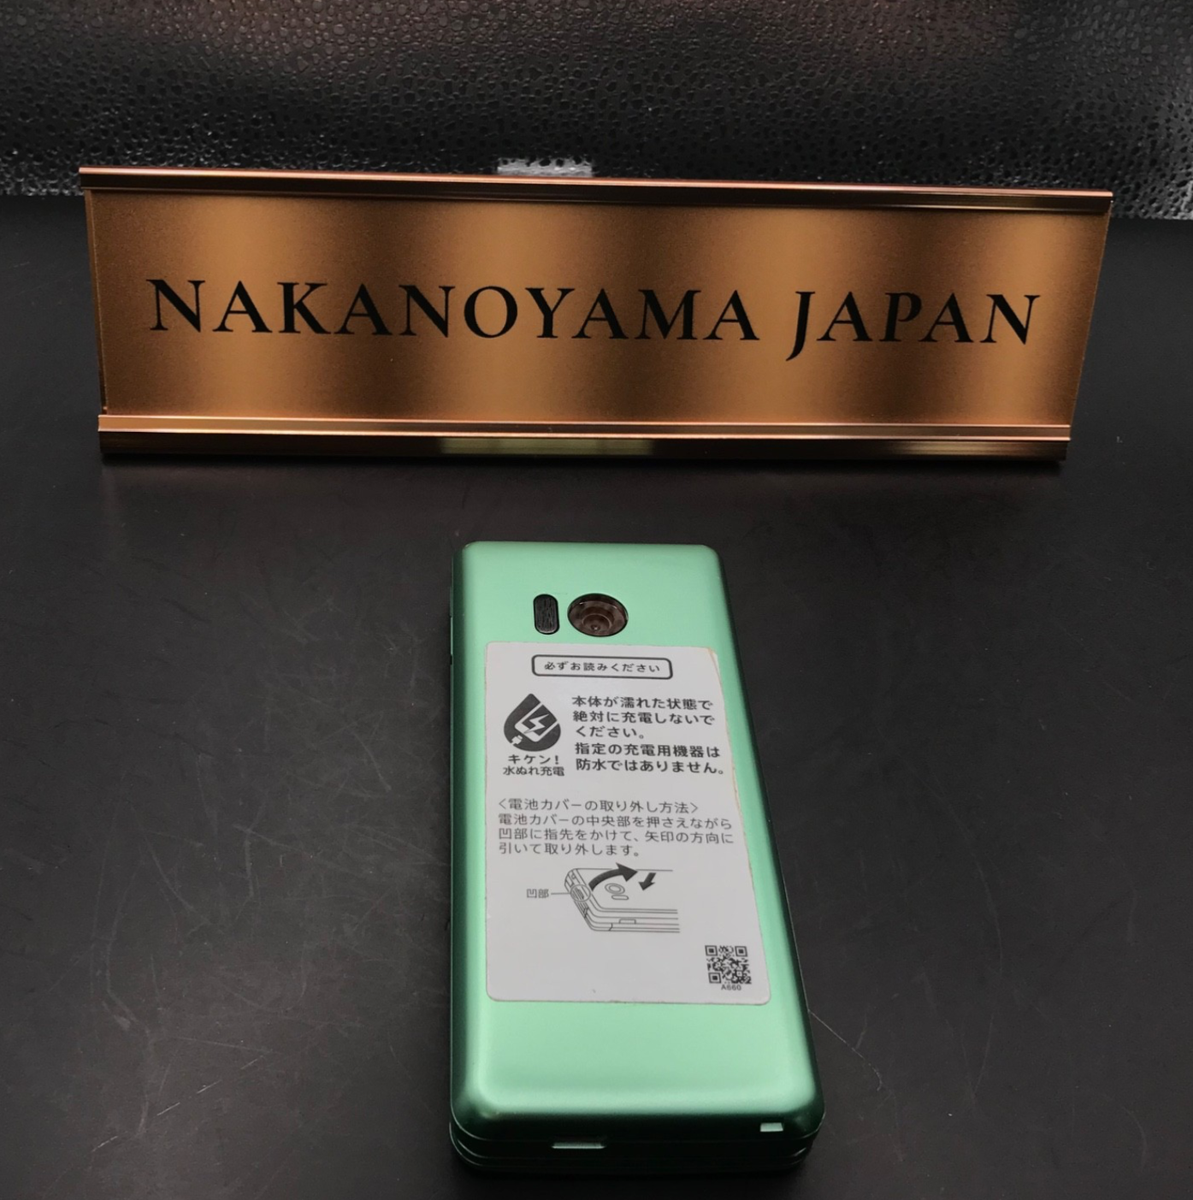 NAKANOYAMA JAPAN
必ずお読みください
本体が濡れた状態で
絶対に充電しないで
ください。
指定の充電用機器は
防水ではありません。
キケン!
水ぬれ充電
<電池カバーの取り外し方法>
電池カバーの中央部を押さえながら
凹部に指先をかけて、矢印の方向に
引いて取り外します。
凹部
A660